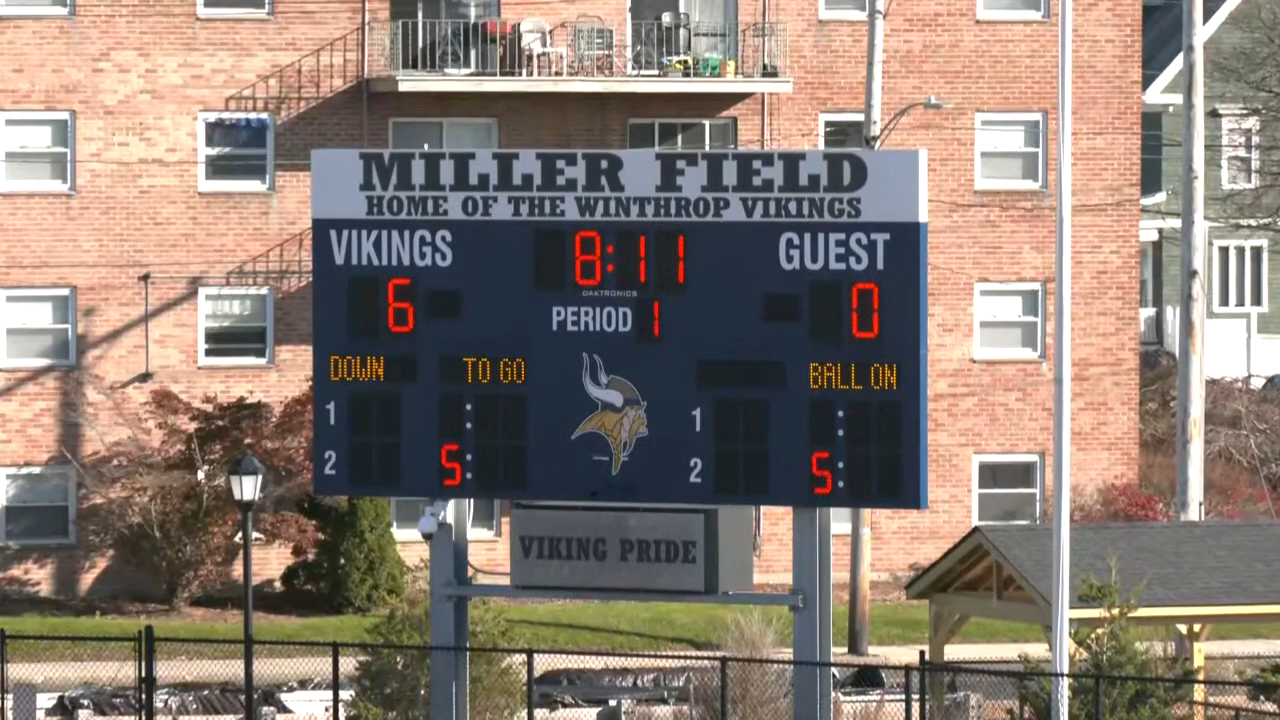 MILLER FIELD
HOME OF THE WINTHROP VIKINGS
VIKINGS 8:11 GUEST
DAKTRONICS
6 PERIOD 1 0
DOWN TO GO BALL ON
1 : 1 :
2 5: 2 5:
VIKING PRIDE